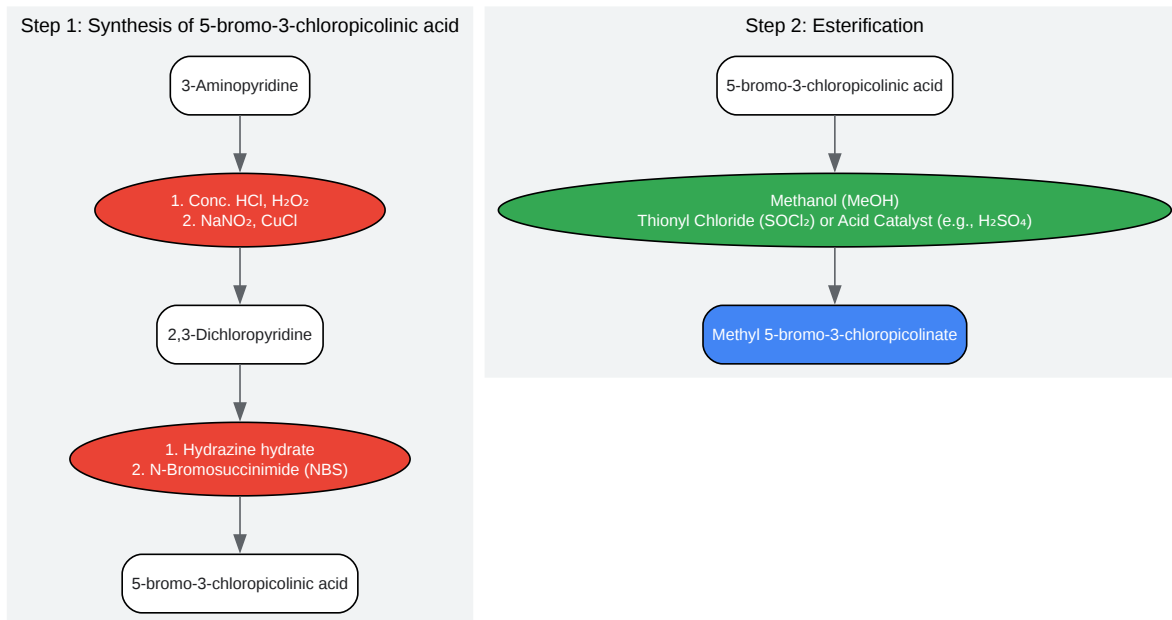 Step 1: Synthesis of 5-bromo-3-chloropicolinic acid
3-Aminopyridine
1. Conc. HCl, H₂O₂
2. NaNO₂, CuCl
2,3-Dichloropyridine
1. Hydrazine hydrate
2. N-Bromosuccinimide (NBS)
5-bromo-3-chloropicolinic acid
Step 2: Esterification
5-bromo-3-chloropicolinic acid
Methanol (MeOH)
Thionyl Chloride (SOCl₂) or Acid Catalyst (e.g., H₂SO₄)
Methyl 5-bromo-3-chloropicolinate